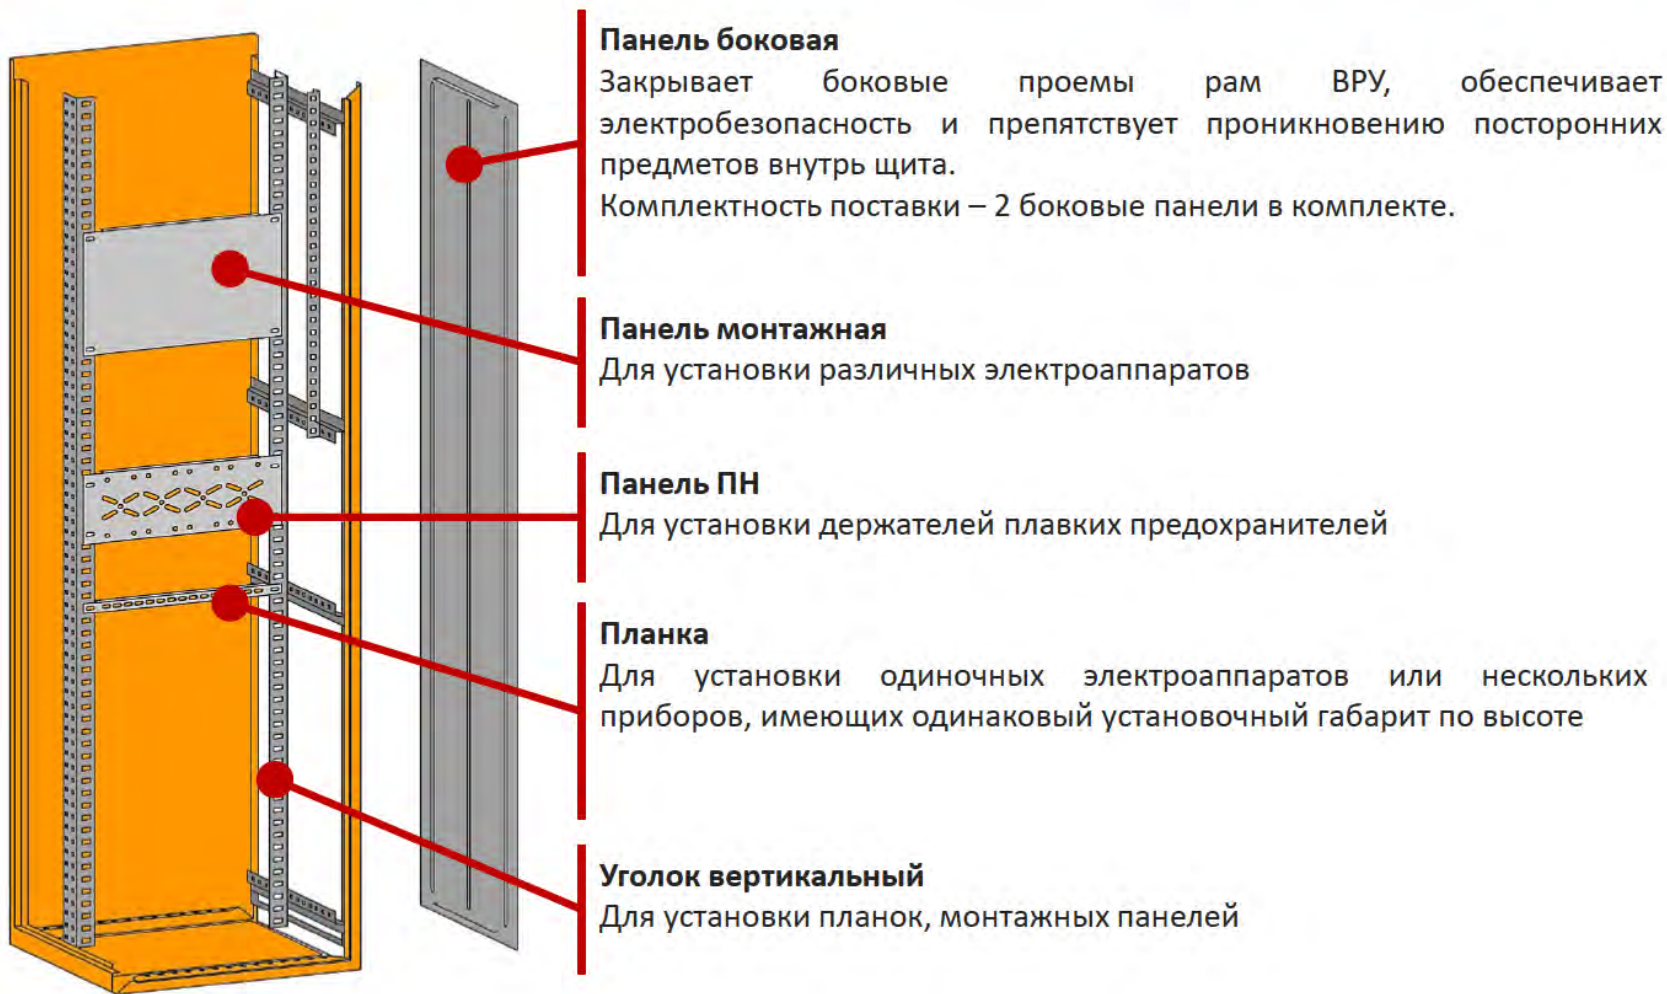 Панель боковая
Закрывает боковые проемы рам ВРУ, обеспечивает
электробезопасность и препятствует проникновению посторонних
предметов внутрь щита.
Комплектность поставки – 2 боковые панели в комплекте.
Панель монтажная
Для установки различных электроаппаратов
Панель ПН
Для установки держателей плавких предохранителей
Планка
Для установки одиночных электроаппаратов или нескольких
приборов, имеющих одинаковый установочный габарит по высоте
Уголок вертикальный
Для установки планок, монтажных панелей